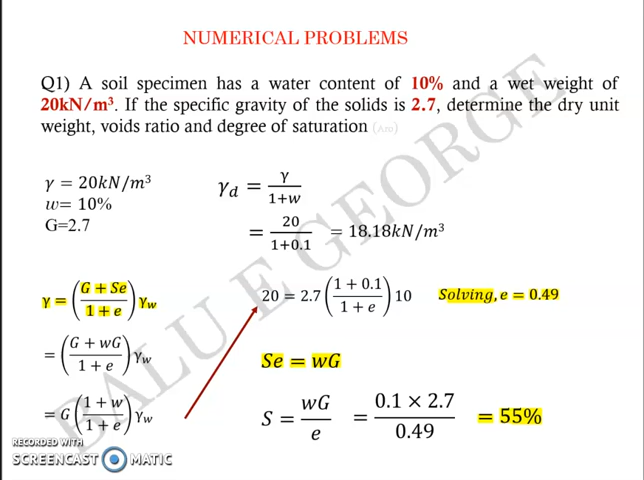 NUMERICAL PROBLEMS
Q1) A soil specimen has a water content of 10% and a wet weight of
20kN/m³. If the specific gravity of the solids is 2.7, determine the dry unit
weight, voids ratio and degree of saturation (Am)
γ = 20kN/m³
w= 10%
G=2.7
γd = γ / 1+w
= 20 / 1+0.1 = 18.18kN/m³
γ = (G + Se / 1 + e) γw
= (G + wG / 1 + e) γw
= G (1 + w / 1 + e) γw
20 = 2.7 (1 + 0.1 / 1 + e) 10 Solving, e = 0.49
Se = wG
S = wG / e = 0.1 × 2.7 / 0.49 = 55%
BALU E GEORGE
RECORDED WITH
SCREENCAST MATIC